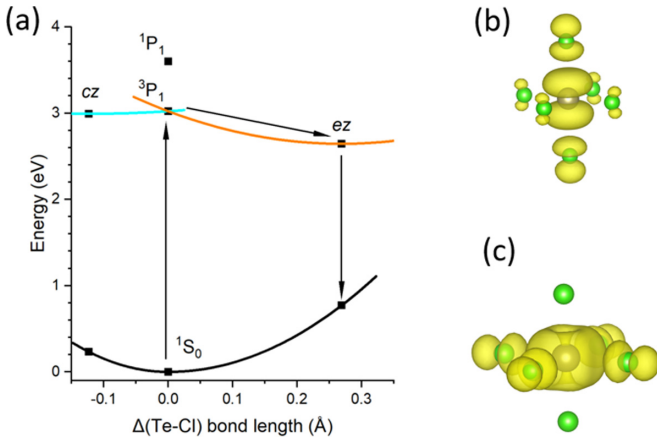 (a)
4
3
2
1
0
Energy (eV)
¹P₁
³P₁
cz
ez
¹S₀
-0.1
0.0
0.1
0.2
0.3
Δ(Te-Cl) bond length (Å)
(b)
(c)